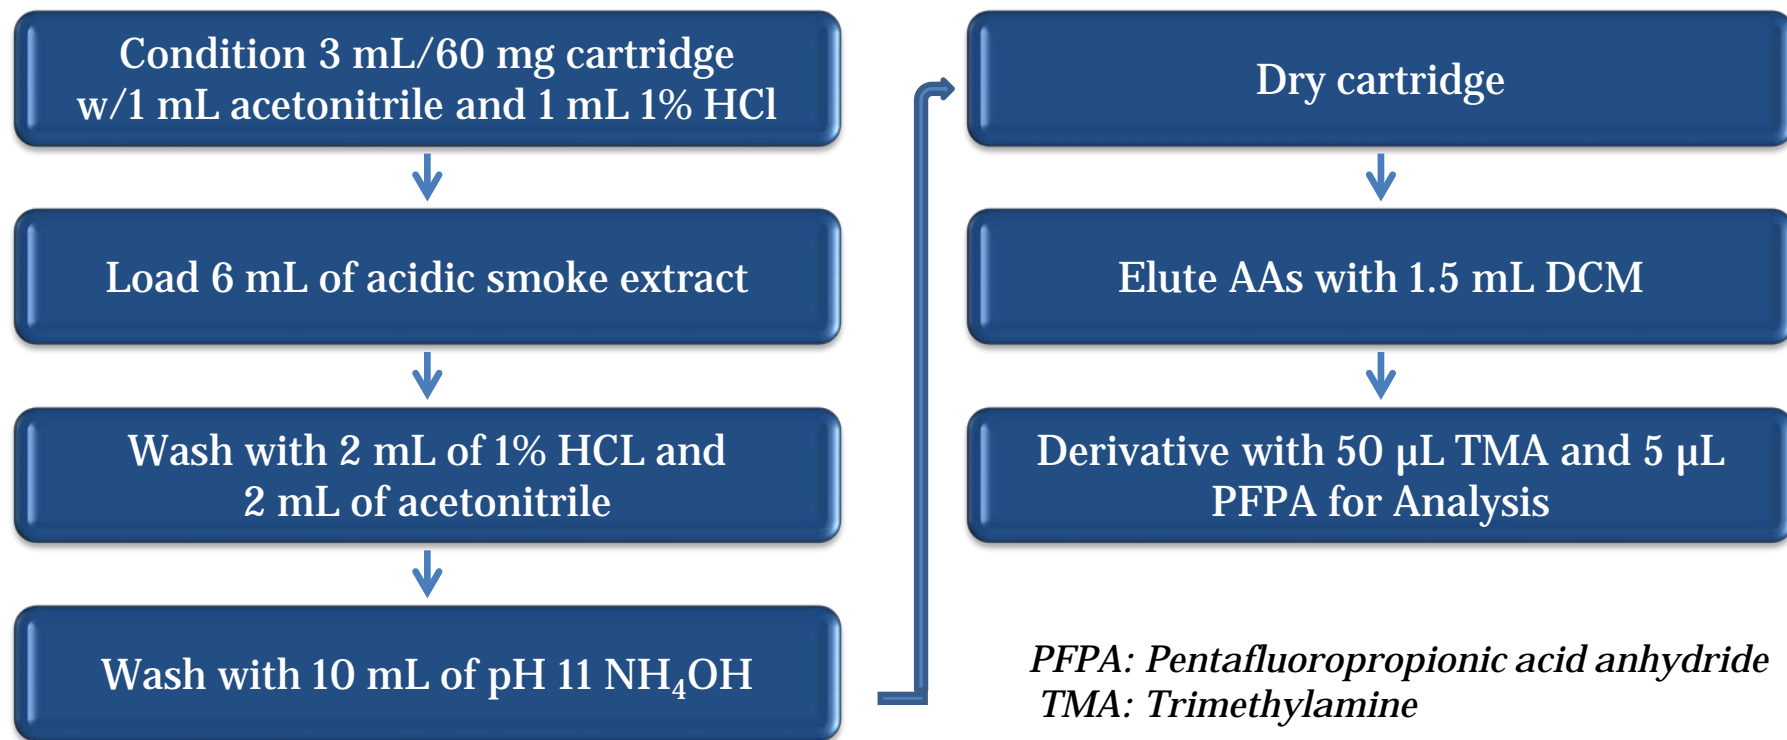 Condition 3 mL/60 mg cartridge
w/1 mL acetonitrile and 1 mL 1% HCl
Load 6 mL of acidic smoke extract
Wash with 2 mL of 1% HCL and
2 mL of acetonitrile
Wash with 10 mL of pH 11 NH₄OH
Dry cartridge
Elute AAs with 1.5 mL DCM
Derivative with 50 µL TMA and 5 µL
PFPA for Analysis
PFPA: Pentafluoropropionic acid anhydride
TMA: Trimethylamine